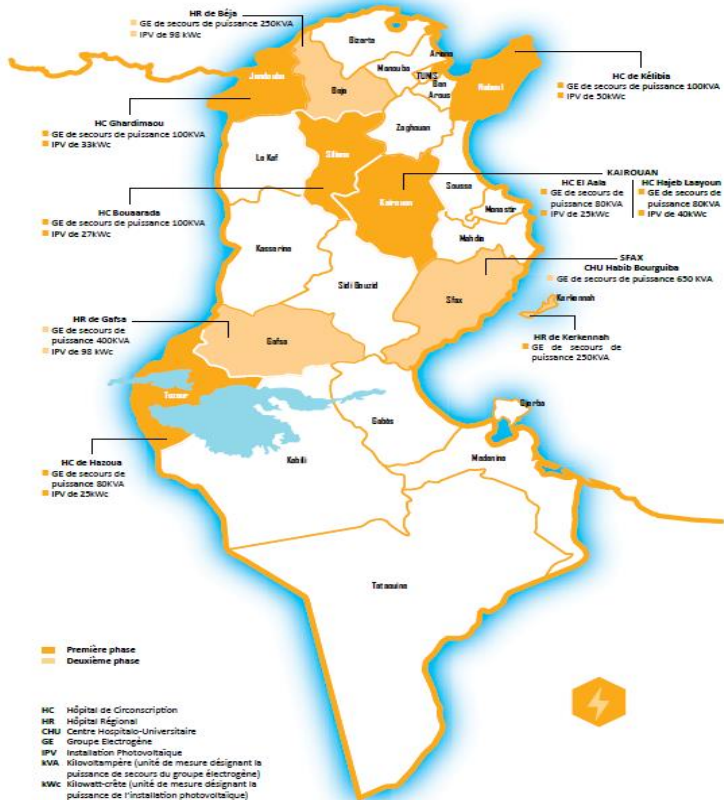 HR de Béja
GE de secours de puissance 250KVA
IPV de 98 kWc
Bizerte
Ariana
Manouba
TUNIS
Ben
Arous
Jendouba
Beja
Nabeul
HC de Kélibia
GE de secours de puissance 100KVA
IPV de 50kWc
HC Ghardimaou
GE de secours de puissance 100KVA
IPV de 33kWc
Zaghouan
Le Kef
Siliana
KAIROUAN
HC El Aala
GE de secours de
puissance 80KVA
IPV de 25kWc
HC Hajeb Laayoun
GE de secours de
puissance 80KVA
IPV de 40kWc
Sousse
Kairouan
Monastir
HC Bouaarada
GE de secours de puissance 100KVA
IPV de 27kWc
Mahdia
Kasserine
SFAX
CHU Habib Bourguiba
GE de secours de puissance 650 KVA
Sidi Bouzid
Sfax
Karkennah
HR de Gafsa
GE de secours de
puissance 400KVA
IPV de 98 kWc
Gafsa
HR de Kerkennah
GE de secours de
puissance 250KVA
Tozeur
Gabès
Djerba
HC de Hazoua
GE de secours de
puissance 80KVA
IPV de 25kWc
Kebili
Medenine
Tataouine
Première phase
Deuxième phase
HC Hôpital de Circonscription
HR Hôpital Régional
CHU Centre Hospitalo-Universitaire
GE Groupe Electrogène
IPV Installation Photovoltaïque
kVA Kilovoltampère (unité de mesure désignant la
puissance de secours du groupe électrogène)
kWc Kilowatt-crête (unité de mesure désignant la
puissance de l'installation photovoltaïque)